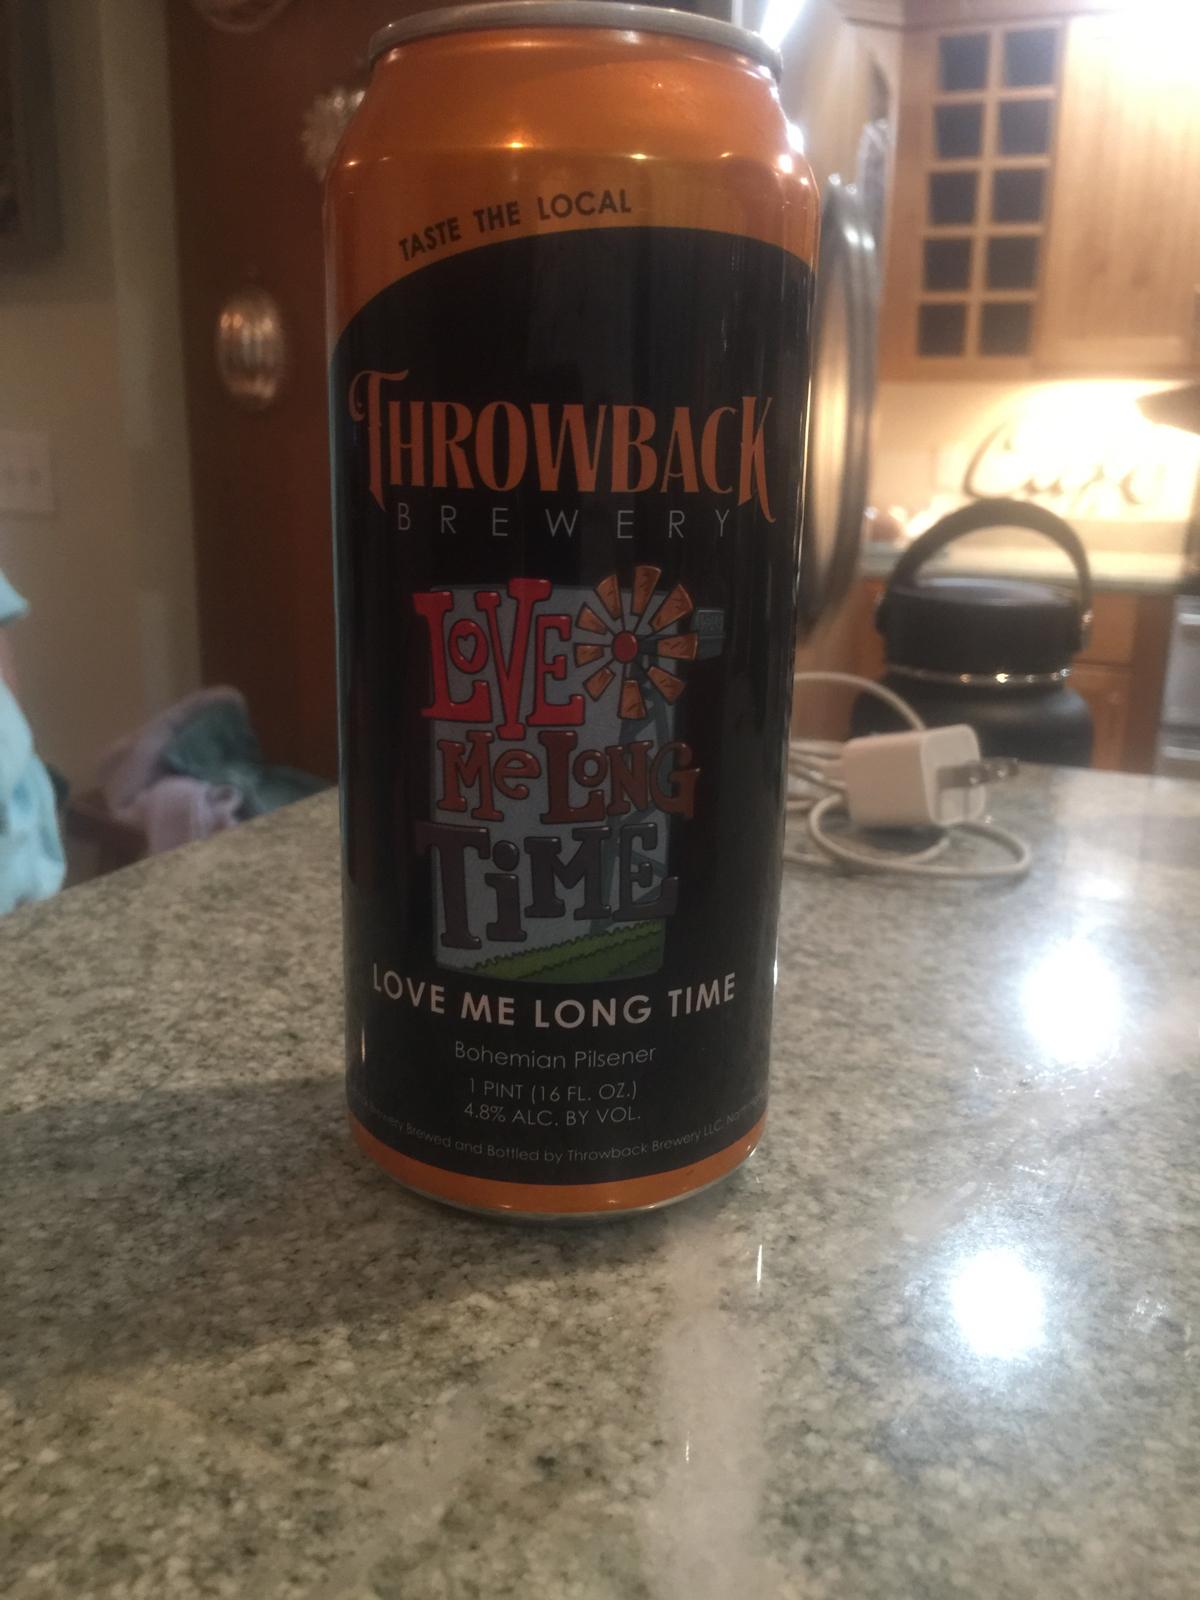 TASTE THE LOCAL
THROWBACK
BREWERY
LOVE
Me LONG
TiME
LOVE ME LONG TIME
Bohemian Pilsener
1 PINT (16 FL. OZ.)
4.8% ALC. BY VOL.
Brewery Brewed and Bottled by Throwback Brewery LLC.